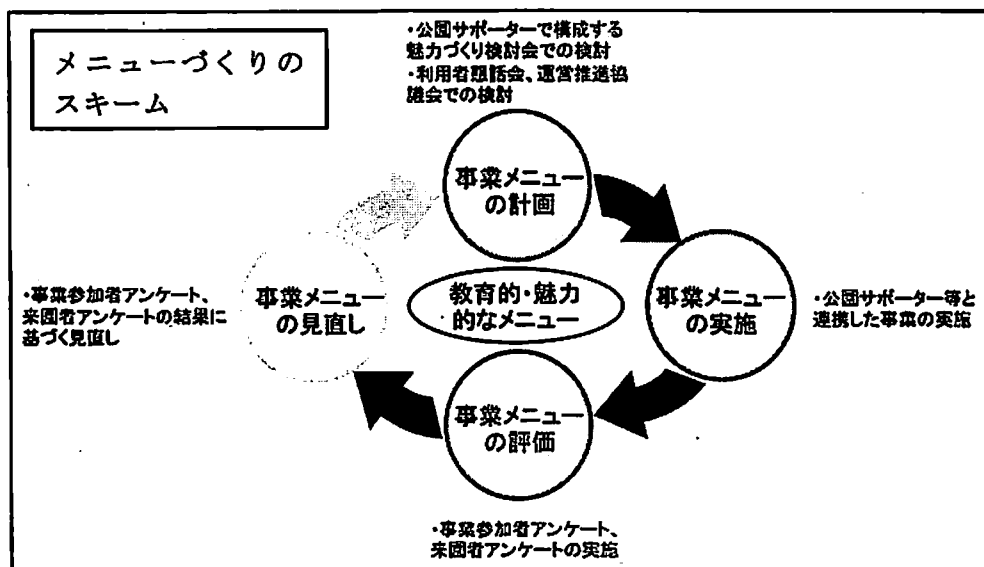 メニューづくりの
スキーム
・公園サポーターで構成する
魅力づくり検討会での検討
・利用者懇話会、運営推進協
議会での検討
事業メニュー
の計画
事業メニュー
の実施
・公園サポーター等と
連携した事業の実施
教育的・魅力
的なメニュー
事業メニュー
の見直し
・事業参加者アンケート、
来園者アンケートの結果に
基づく見直し
事業メニュー
の評価
・事業参加者アンケート、
来園者アンケートの実施